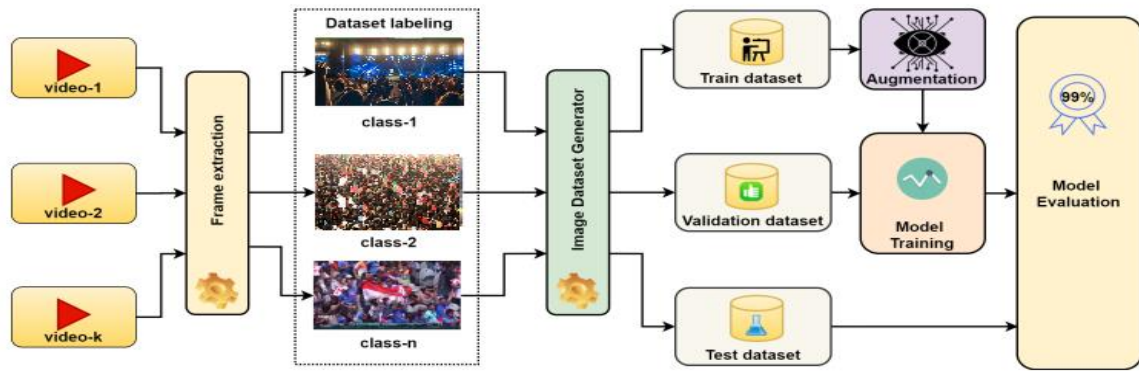 Dataset labeling
video-1
video-2
video-k
Frame extraction
class-1
class-2
class-n
Image Dataset Generator
Train dataset
Validation dataset
Test dataset
Augmentation
Model
Training
99%
Model
Evaluation